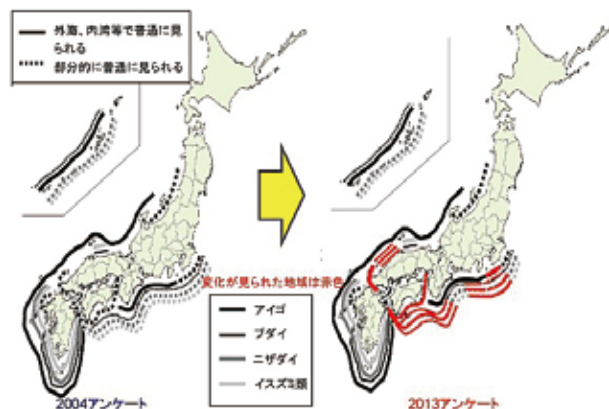 外海、内湾等で普通に見
られる
部分的に普通に見られる
変化が見られた地域は赤色
アイゴ
ブダイ
ニザダイ
イスズミ類
2004アンケート
2013アンケート